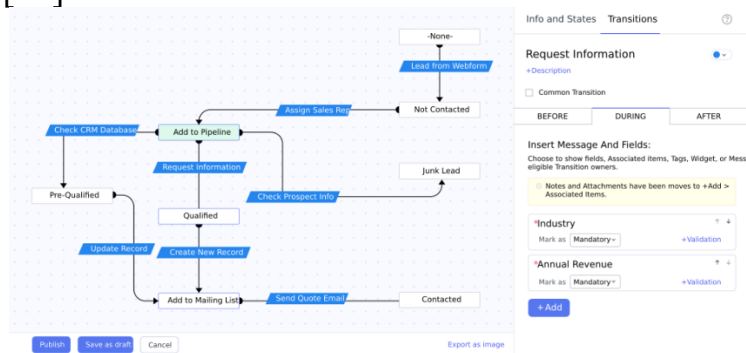 -None-
Lead from Webform
Assign Sales Rep
Not Contacted
Check CRM Database
Add to Pipeline
Request Information
Junk Lead
Pre-Qualified
Check Prospect Info
Qualified
Update Record
Create New Record
Add to Mailing List
Send Quote Email
Contacted
Publish
Save as draft
Cancel
Export as image
Info and States Transitions
Request Information
+Description
Common Transition
BEFORE DURING AFTER
Insert Message And Fields:
Choose to show fields, Associated items, Tags, Widget, or Mess
eligible Transition owners.
Notes and Attachments have been moves to +Add >
Associated Items.
*Industry
Mark as Mandatory +Validation
*Annual Revenue
Mark as Mandatory +Validation
+Add